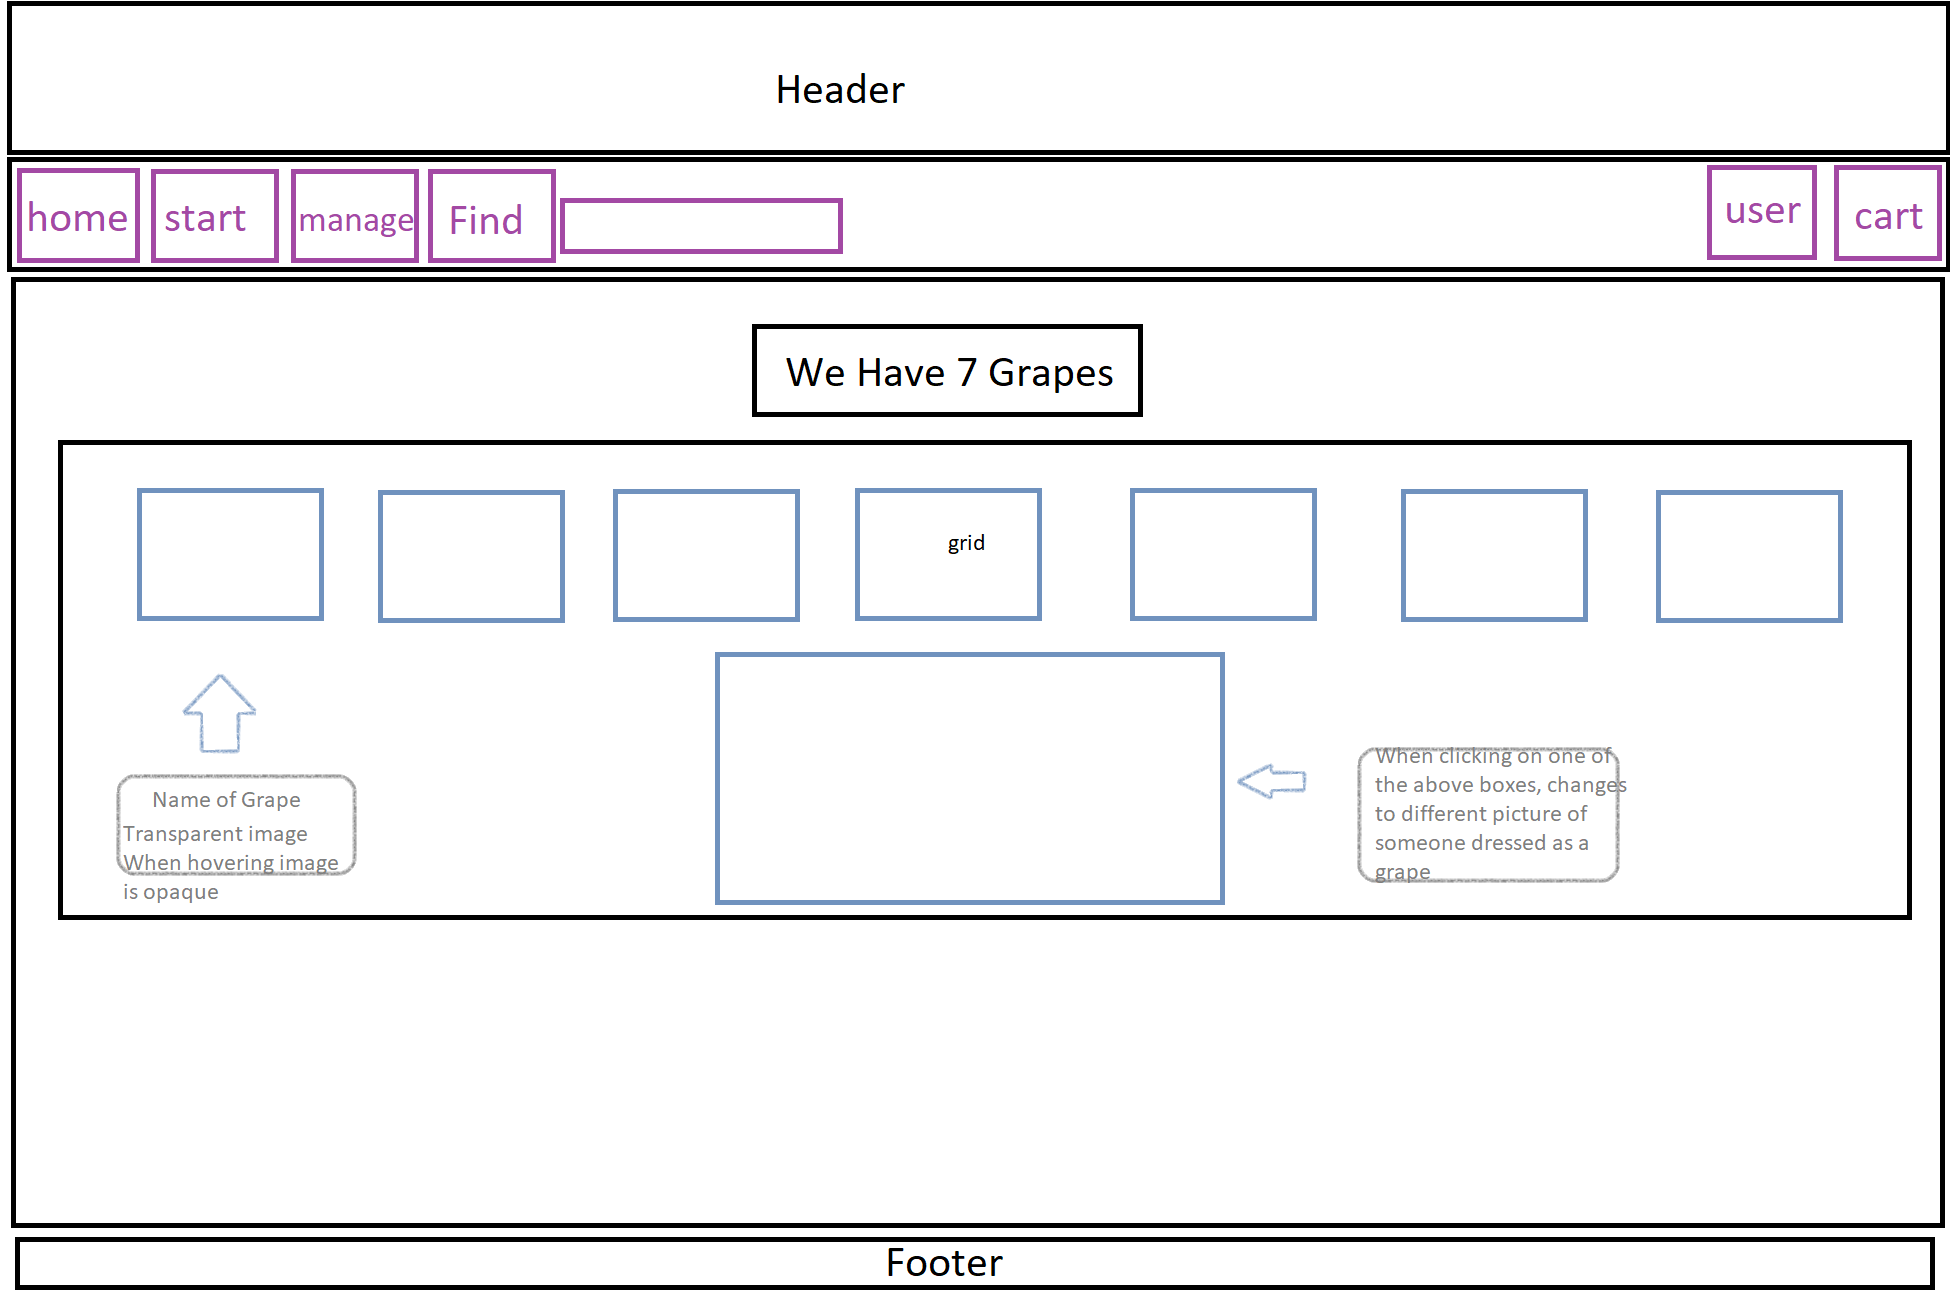 Header
home
start
manage
Find
user
cart
We Have 7 Grapes
grid
Name of Grape
Transparent image
When hovering image
is opaque
When clicking on one of
the above boxes, changes
to different picture of
someone dressed as a
grape
Footer